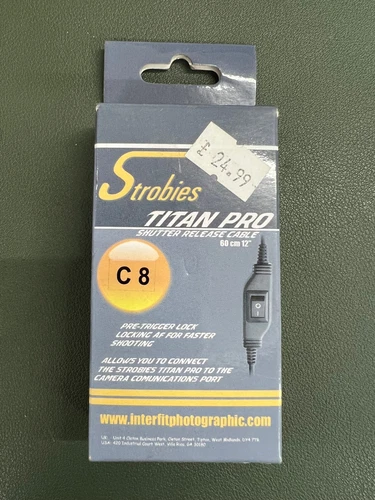 £ 24.99
Strobies
TITAN PRO
SHUTTER RELEASE CABLE
60 cm 12"
C 8
PRE-TRIGGER LOCK
LOCKING AF FOR FASTER
SHOOTING
ALLOWS YOU TO CONNECT
THE STROBIES TITAN PRO TO THE
CAMERA COMUNICATIONS PORT
www.interfitphotographic.com